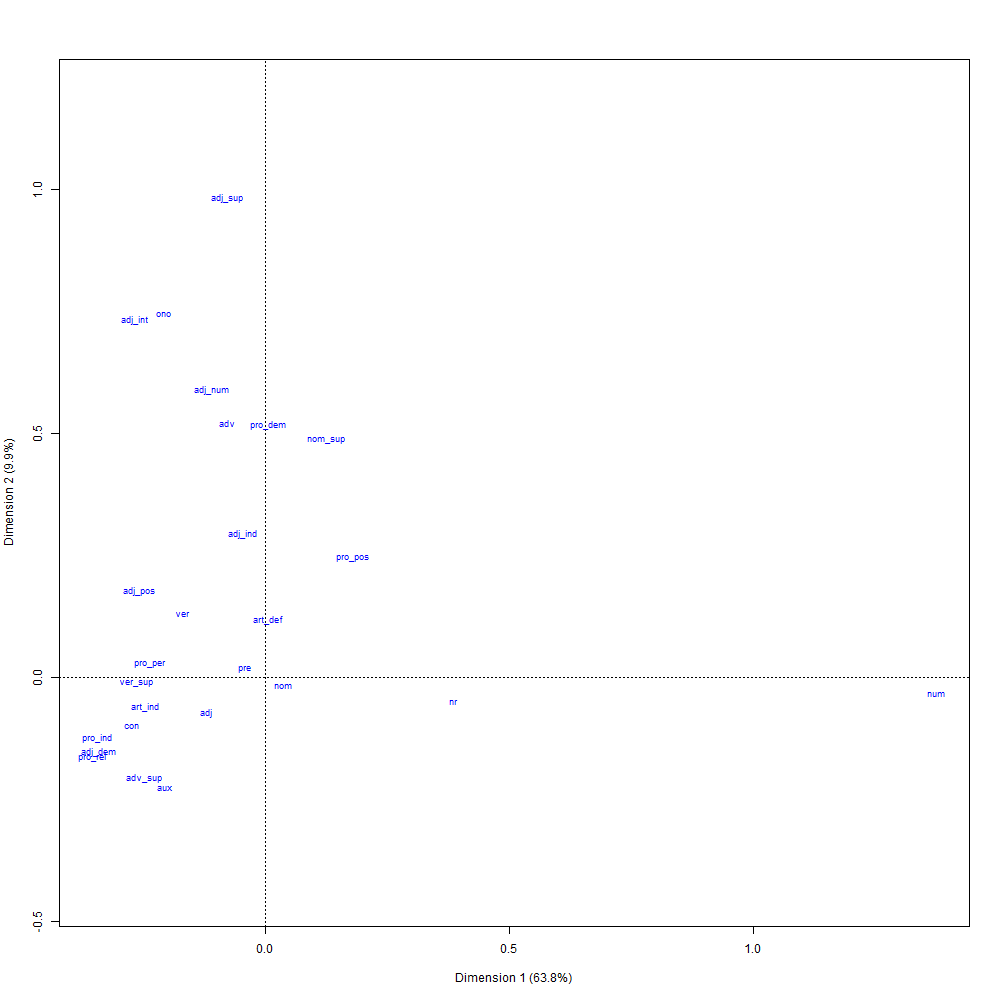 1.0
adj_sup
ono
adj_int
adj_num
adv
pro_dem
0.5
nom_sup
adj_ind
pro_pos
adj_pos
ver
art_def
pro_per
pre
0.0
ver_sup
nom
num
nr
art_ind
adj
con
pro_ind
adj_dem
pro_rel
adv_sup
aux
-0.5
0.0
0.5
1.0
Dimension 1 (63.8%)
Dimension 2 (9.9%)